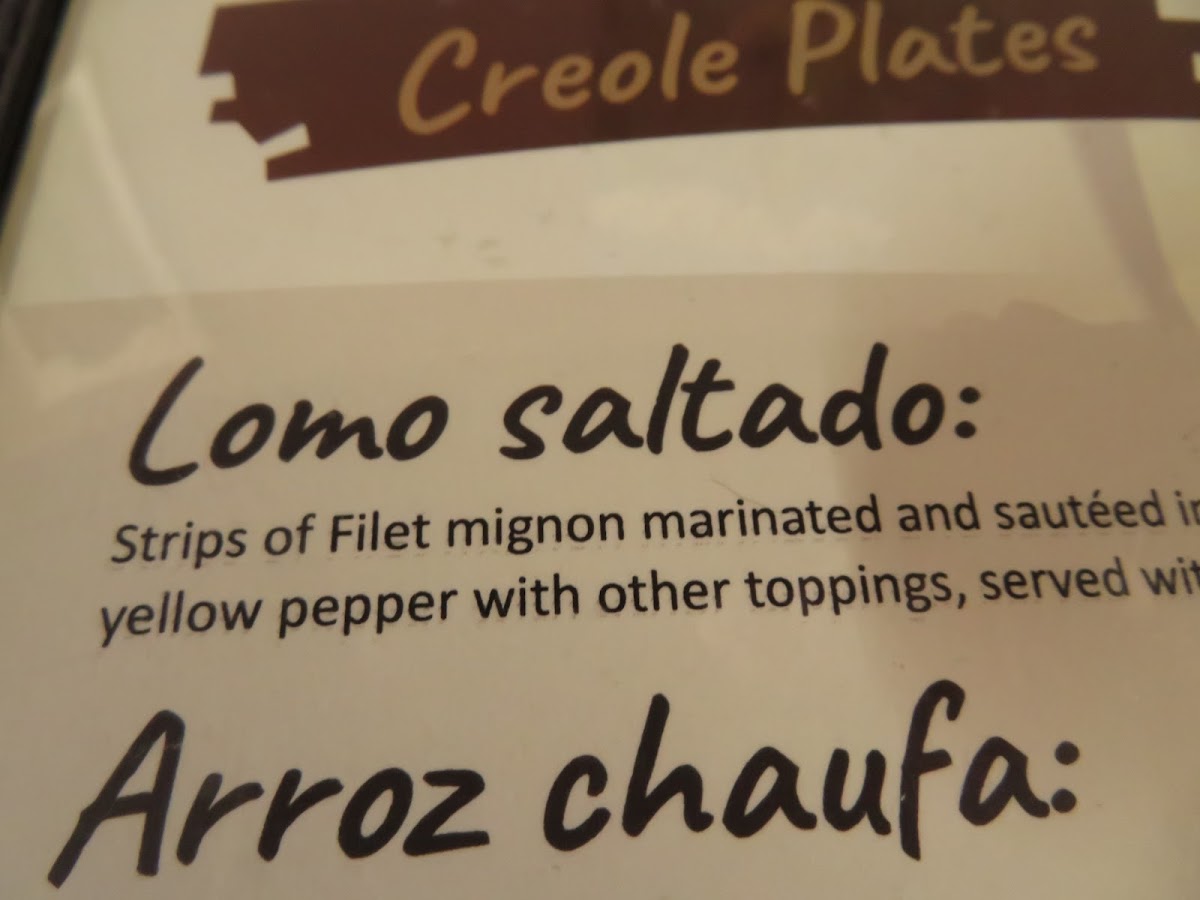 Creole Plates
Lomo saltado:
Strips of Filet mignon marinated and sautéed
yellow pepper with other toppings, served
Arroz chaufa: